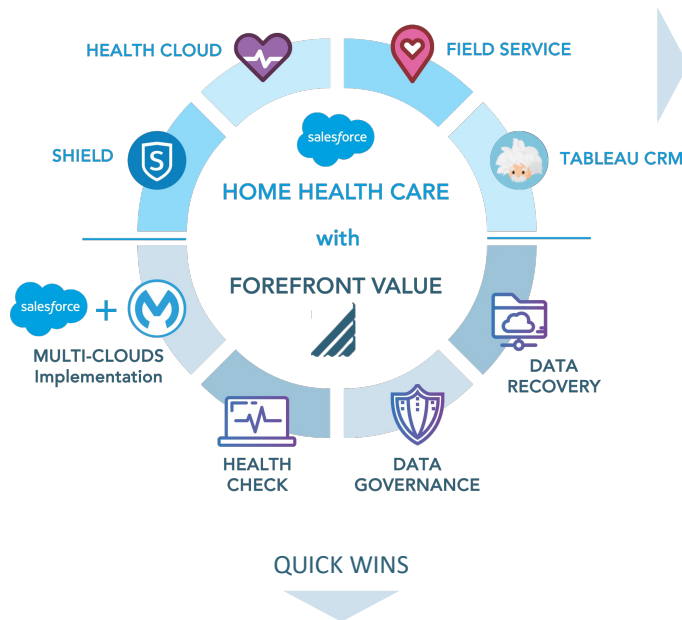 HEALTH CLOUD
FIELD SERVICE
salesforce
SHIELD
S
TABLEAU CRM
HOME HEALTH CARE
with
FOREFRONT VALUE
salesforce
+
MULTI-CLOUDS
Implementation
DATA
RECOVERY
HEALTH
CHECK
DATA
GOVERNANCE
QUICK WINS